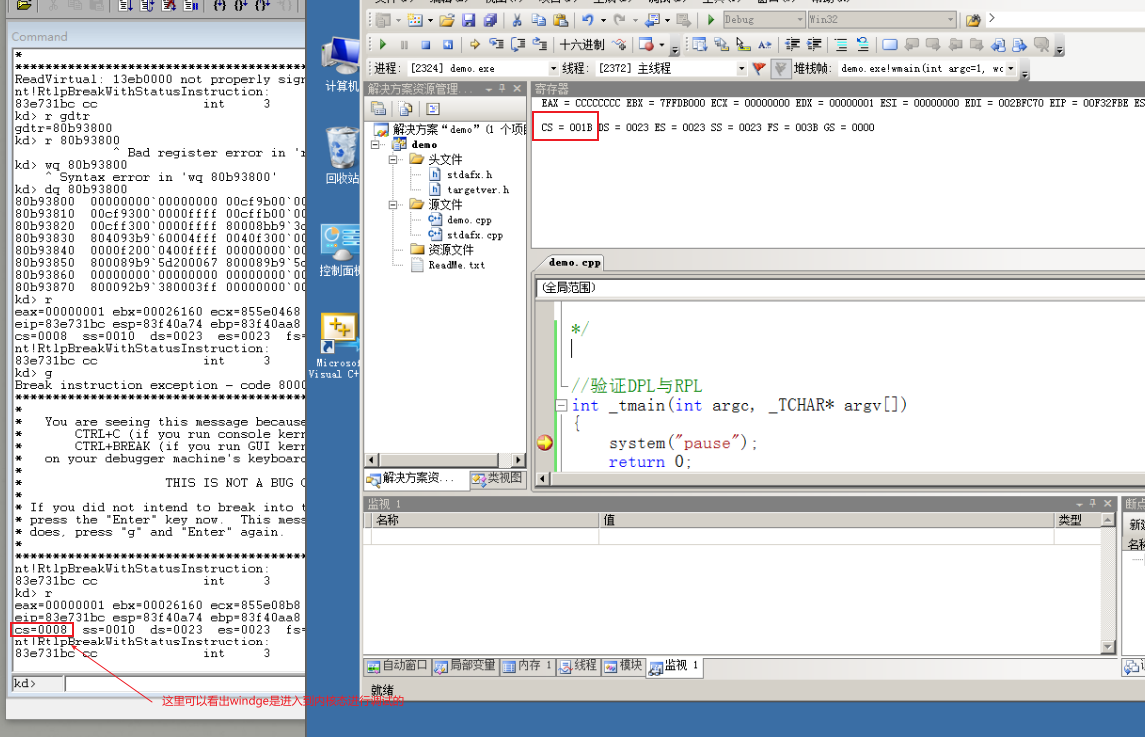 Command
*
ReadVirtual: 13eb0000 not properly sign
nt!RtlpBreakWithStatusInstruction:
83e731bc cc int 3
kd> r gdtr
gdtr=80b93800
kd> r 80b93800
^ Bad register error in 'r
kd> wq 80b93800
^ Syntax error in 'wq 80b93800'
kd> dq 80b93800
80b93800 00000000`00000000 00cf9b00`00
80b93810 00cf9300`0000ffff 00cffb00`00
80b93820 00cff300`0000ffff 80008bb9`3d
80b93830 804093b9`60004fff 0040f300`00
80b93840 0000f200`0400ffff 00000000`00
80b93850 800089b9`5d200067 800089b9`5d
80b93860 00000000`00000000 00000000`00
80b93870 800092b9`380003ff 00000000`00
kd> r
eax=00000001 ebx=00026160 ecx=855e0468
eip=83e731bc esp=83f40a74 ebp=83f40aa8
cs=0008 ss=0010 ds=0023 es=0023 fs=
nt!RtlpBreakWithStatusInstruction:
83e731bc cc int 3
kd> g
Break instruction exception - code 8000
*
* You are seeing this message because
* CTRL+C (if you run console kern
* CTRL+BREAK (if you run GUI kern
* on your debugger machine's keyboard
*
* THIS IS NOT A BUG
*
* If you did not intend to break into t
* press the "Enter" key now. This mess
* does, press "g" and "Enter" again.
*
nt!RtlpBreakWithStatusInstruction:
83e731bc cc int 3
kd> r
eax=00000001 ebx=00026160 ecx=855e08b8
eip=83e731bc esp=83f40a74 ebp=83f40aa8
cs=0008 ss=0010 ds=0023 es=0023 fs=
nt!RtlpBreakWithStatusInstruction:
83e731bc cc int 3
kd>
这里可以看出windge是进入到内核进行调试的
计算机
回收站
控制面板
Microsof
Visual C+
Debug Win32
十六进制
进程: [2324] demo.exe 线程: [2372] 主线程 堆栈帧: demo.exe!wmain(int argc=1, wc
解决方案资源管理...
解决方案"demo"(1 个项目
demo
头文件
stdafx.h
targetver.h
源文件
demo.cpp
stdafx.cpp
资源文件
ReadMe.txt
解决方案资... 类视图
寄存器
EAX = CCCCCCCC EBX = 7FFDB000 ECX = 00000000 EDX = 00000001 ESI = 00000000 EDI = 002BFC70 EIP = 00F32FBE ES
CS = 001B DS = 0023 ES = 0023 SS = 0023 FS = 003B GS = 0000
demo.cpp
(全局范围)
*/
//验证DPL与RPL
int _tmain(int argc, _TCHAR* argv[])
{
system("pause");
return 0;
监视 1
名称 值 类型
断点
新建
名称
自动窗口 局部变量 内存 1 线程 模块 监视 1
就绪